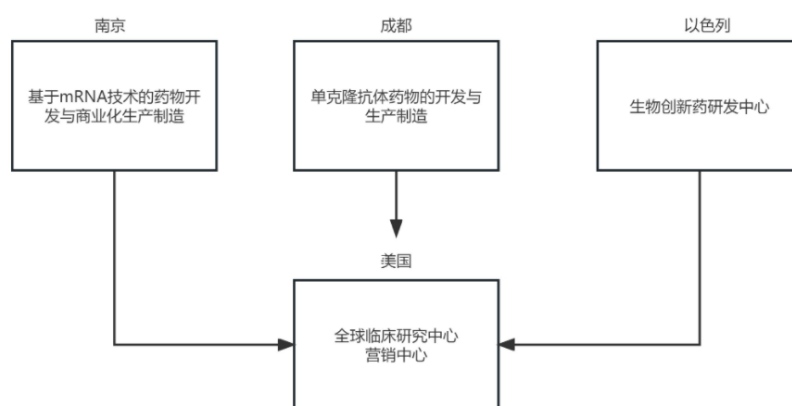 南京
成都
以色列
基于mRNA技术的药物开
发与商业化生产制造
单克隆抗体药物的开发与
生产制造
生物创新药研发中心
美国
全球临床研究中心
营销中心